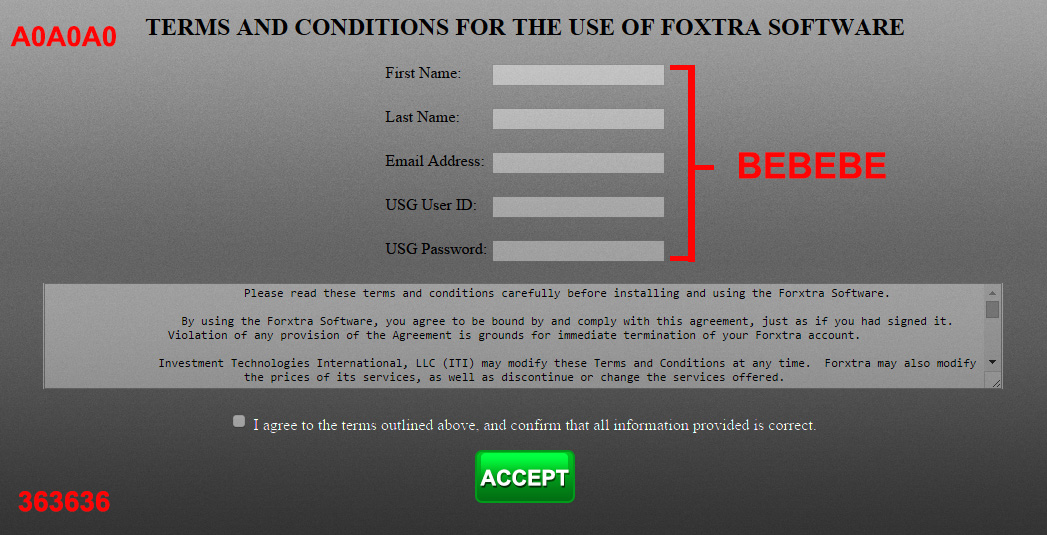 A0A0A0
TERMS AND CONDITIONS FOR THE USE OF FOXTRA SOFTWARE
First Name:
Last Name:
Email Address:
BEBEBE
USG User ID:
USG Password:
Please read these terms and conditions carefully before installing and using the Forxtra Software.
By using the Forxtra Software, you agree to be bound by and comply with this agreement, just as if you had signed it.
Violation of any provision of the Agreement is grounds for immediate termination of your Forxtra account.
Investment Technologies International, LLC (ITI) may modify these Terms and Conditions at any time. Forxtra may also modify
the prices of its services, as well as discontinue or change the services offered.
I agree to the terms outlined above, and confirm that all information provided is correct.
ACCEPT
363636